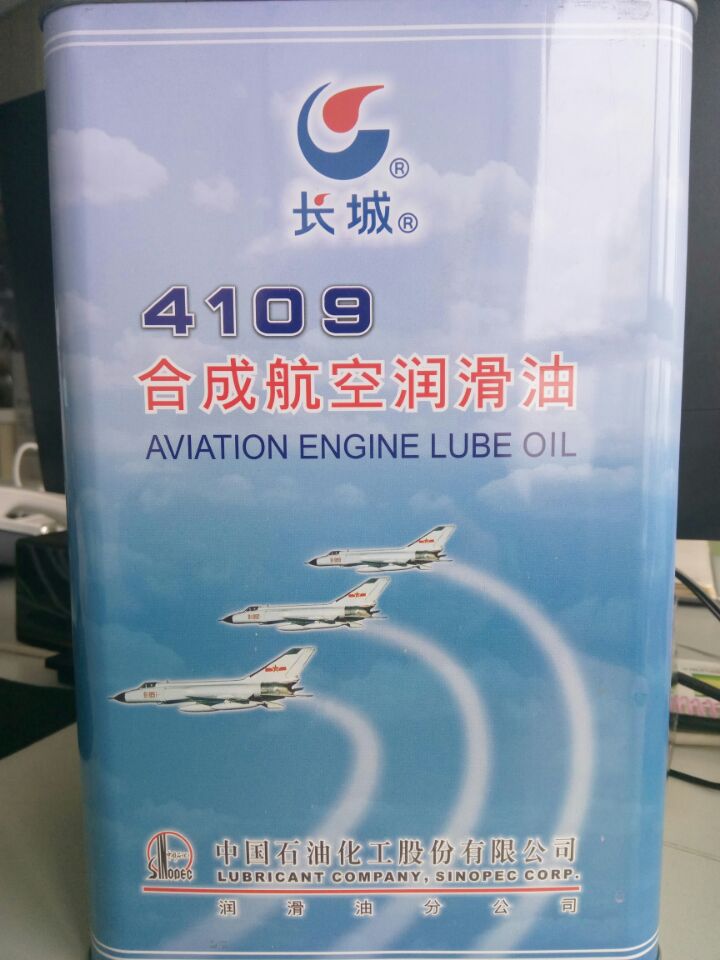 ®
长城®
4109
合成航空润滑油
AVIATION ENGINE LUBE OIL
中国石油化工股份有限公司
SINOPEC
LUBRICANT COMPANY, SINOPEC CORP.
润滑油分公司